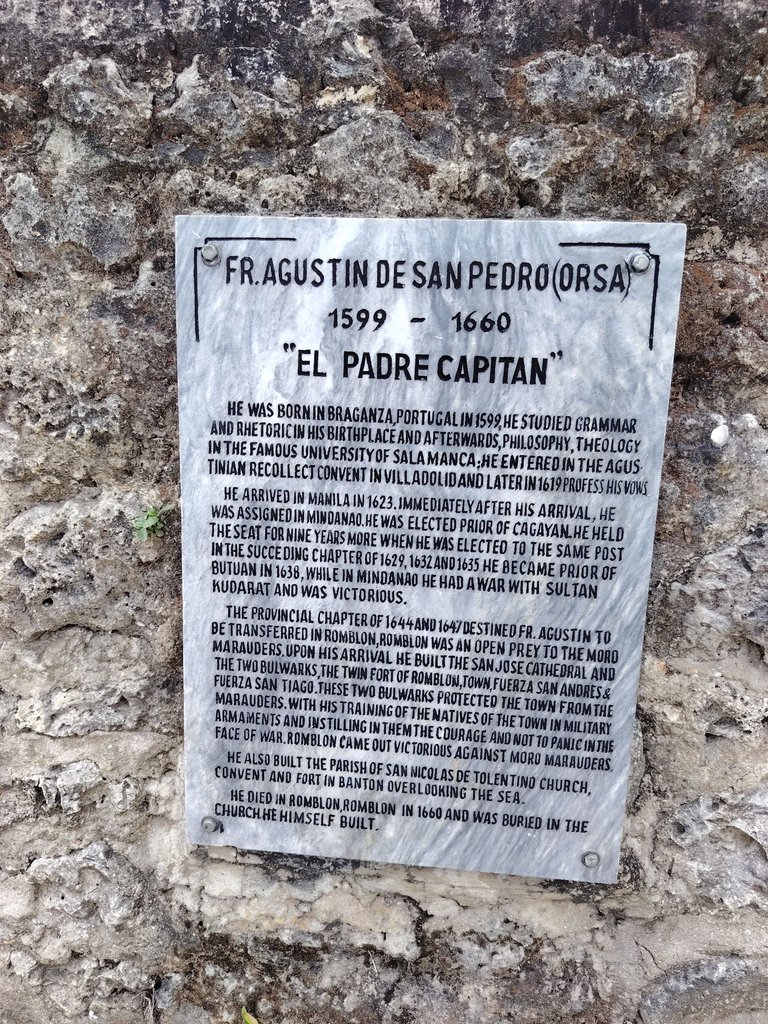 FR. AGUSTIN DE SAN PEDRO (ORSA)
1599 - 1660
"EL PADRE CAPITAN"
HE WAS BORN IN BRAGANZA, PORTUGAL IN 1599, HE STUDIED GRAMMAR
AND RHETORIC IN HIS BIRTHPLACE AND AFTERWARDS, PHILOSOPHY, THEOLOGY
IN THE FAMOUS UNIVERSITY OF SALAMANCA; HE ENTERED IN THE AGUS-
TINIAN RECOLLECT CONVENT IN VILLADOLID AND LATER IN 1619 PROFESS HIS VOWS
HE ARRIVED IN MANILA IN 1623. IMMEDIATELY AFTER HIS ARRIVAL, HE
WAS ASSIGNED IN MINDANAO. HE WAS ELECTED PRIOR OF CAGAYAN. HE HELD
THE SEAT FOR NINE YEARS MORE WHEN HE WAS ELECTED TO THE SAME POST
IN THE SUCCEDING CHAPTER OF 1629, 1632 AND 1635 HE BECAME PRIOR OF
BUTUAN IN 1638, WHILE IN MINDANAO HE HAD A WAR WITH SULTAN
KUDARAT AND WAS VICTORIOUS.
THE PROVINCIAL CHAPTER OF 1644 AND 1647 DESTINED FR. AGUSTIN TO
BE TRANSFERRED IN ROMBLON, ROMBLON WAS AN OPEN PREY TO THE MORO
MARAUDERS. UPON HIS ARRIVAL HE BUILT THE SAN JOSE CATHEDRAL AND
THE TWO BULWARKS, THE TWIN FORT OF ROMBLON, TOWN, FUERZA SAN ANDRES &
FUERZA SAN TIAGO. THESE TWO BULWARKS PROTECTED THE TOWN FROM THE
MARAUDERS. WITH HIS TRAINING OF THE NATIVES OF THE TOWN IN MILITARY
ARMAMENTS AND INSTILLING IN THEM THE COURAGE AND NOT TO PANIC IN THE
FACE OF WAR. ROMBLON CAME OUT VICTORIOUS AGAINST MORO MARAUDERS.
HE ALSO BUILT THE PARISH OF SAN NICOLAS DE TOLENTINO CHURCH,
CONVENT AND FORT IN BANTON OVERLOOKING THE SEA.
HE DIED IN ROMBLON, ROMBLON IN 1660 AND WAS BURIED IN THE
CHURCH HE HIMSELF BUILT.